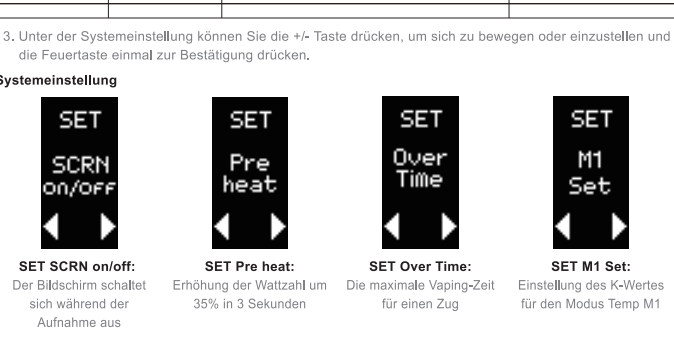 3. Unter der Systemeinstellung können Sie die +/- Taste drücken, um sich zu bewegen oder einzustellen und
die Feuertaste einmal zur Bestätigung drücken.
Systemeinstellung
SET
SCRN
on/off
SET
Pre
heat
SET
Over
Time
SET
M1
Set
SET SCRN on/off:
Der Bildschirm schaltet
sich während der
Aufnahme aus
SET Pre heat:
Erhöhung der Wattzahl um
35% in 3 Sekunden
SET Over Time:
Die maximale Vaping-Zeit
für einen Zug
SET M1 Set:
Einstellung des K-Wertes
für den Modus Temp M1